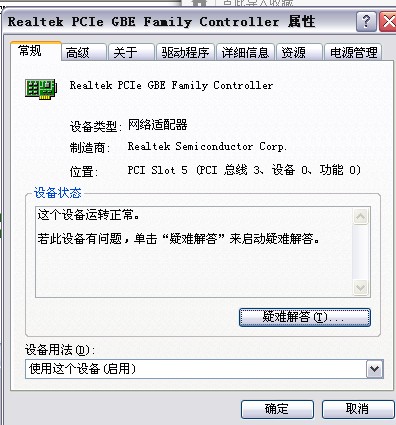 Realtek PCIe GBE Family Controller 属性
常规 高级 关于 驱动程序 详细信息 资源 电源管理
Realtek PCIe GBE Family Controller
设备类型: 网络适配器
制造商: Realtek Semiconductor Corp.
位置: PCI Slot 5 (PCI 总线 3、设备 0、功能 0)
设备状态
这个设备运转正常。
若此设备有问题，单击“疑难解答”来启动疑难解答。
疑难解答(T)...
设备用法(D):
使用这个设备(启用)
确定 取消